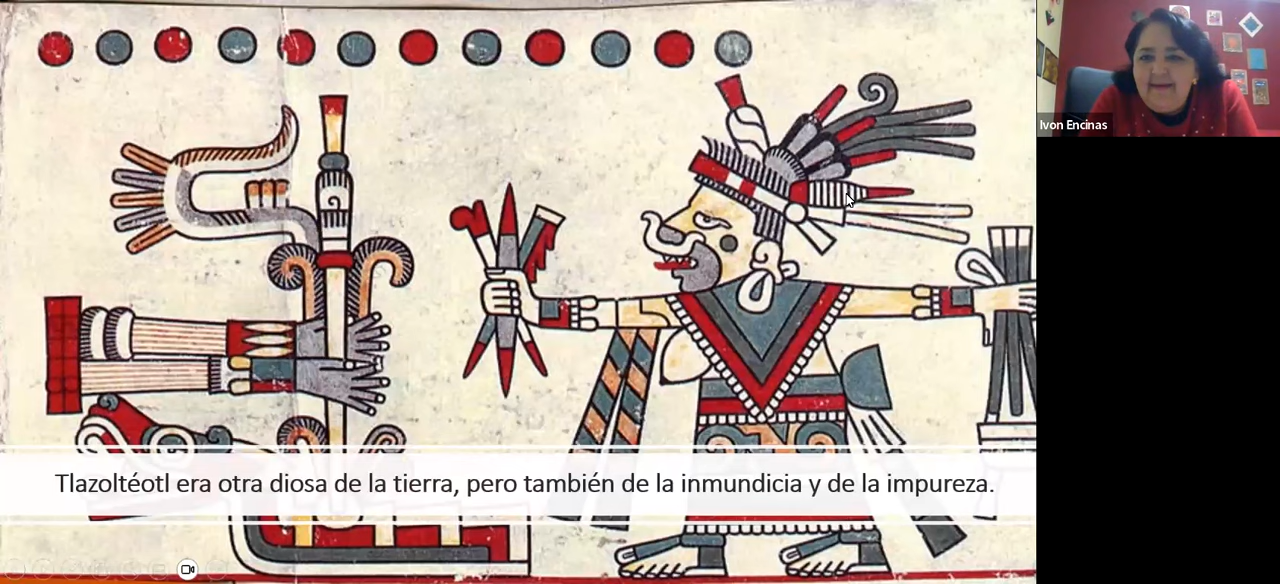 Ivon Encinas
Tlazoltéotl era otra diosa de la tierra, pero también de la inmundicia y de la impureza.